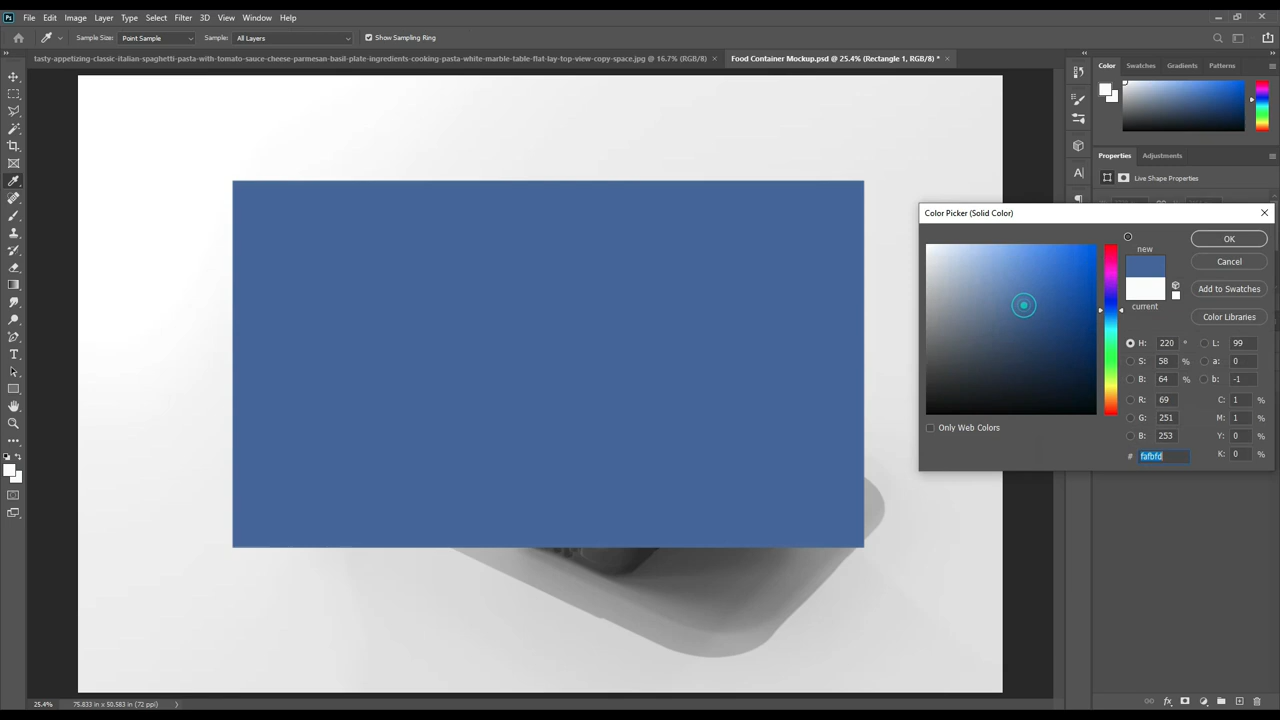 Ps File Edit Image Layer Type Select Filter 3D View Window Help
Sample Size: Point Sample Sample: All Layers Show Sampling Ring
tasty-appetizing-classic-italian-spaghetti-pasta-with-tomato-sauce-cheese-parmesan-basil-plate-ingredients-cooking-pasta-white-marble-table-flat-lay-top-view-copy-space.jpg @ 16.7% (RGB/8) ×
Food Container Mockup.psd @ 25.4% (Rectangle 1, RGB/8) * ×
Color Swatches Gradients Patterns
Properties Adjustments
Live Shape Properties
Color Picker (Solid Color)
new
current
OK
Cancel
Add to Swatches
Color Libraries
H: 220 ° L: 99
S: 58 % a: 0
B: 64 % b: -1
R: 69 C: 1 %
G: 251 M: 1 %
B: 253 Y: 0 %
# fafbfd K: 0 %
Only Web Colors
25.4% 75.833 in x 50.583 in (72 ppi)